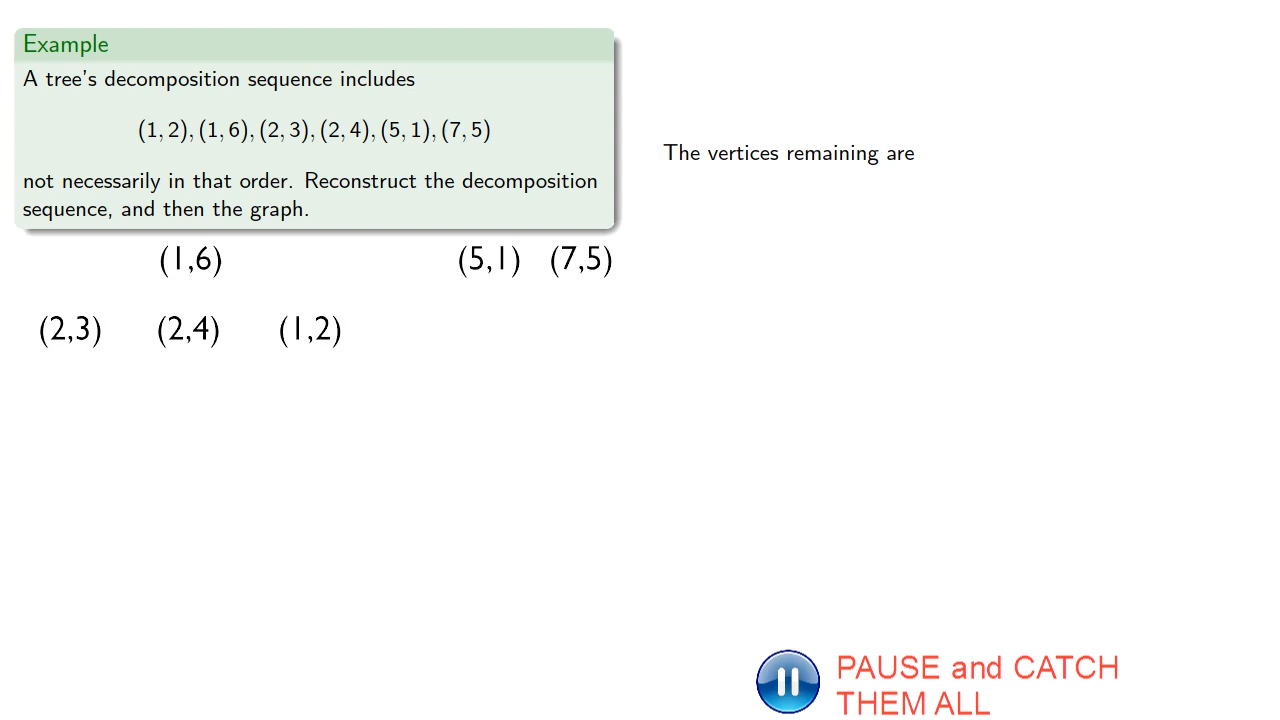 Example
A tree's decomposition sequence includes
(1, 2), (1, 6), (2, 3), (2, 4), (5, 1), (7, 5)
not necessarily in that order. Reconstruct the decomposition
sequence, and then the graph.
The vertices remaining are
(1,6) (5,1) (7,5)
(2,3) (2,4) (1,2)
PAUSE and CATCH
THEM ALL